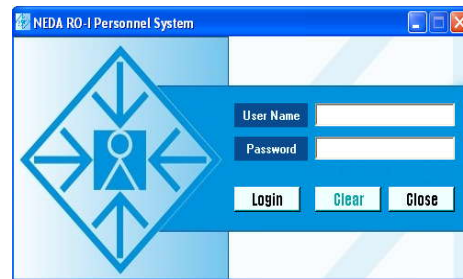 NEDA RO-I Personnel System
User Name
Password
Login Clear Close